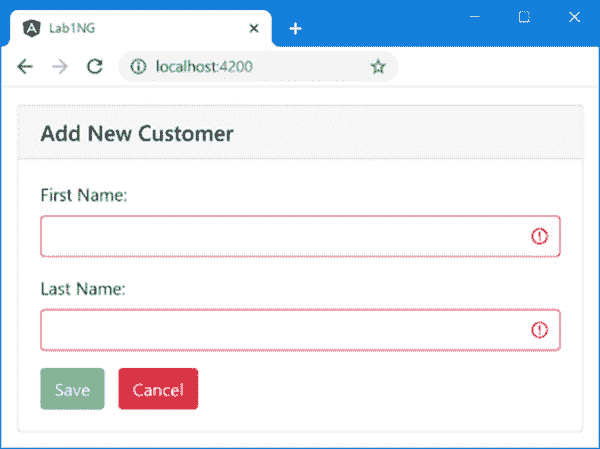 Lab1NG
localhost:4200
Add New Customer
First Name:
Last Name:
Save Cancel